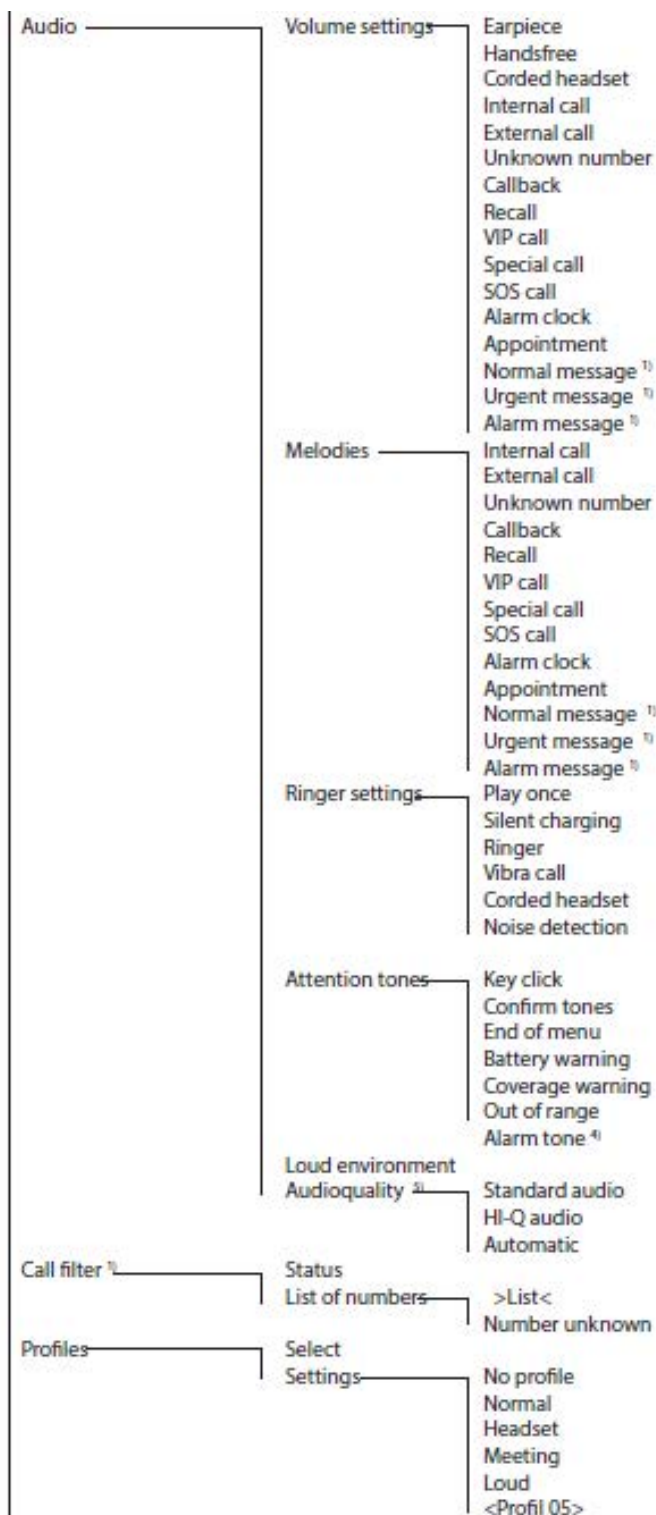 Audio Volume settings Earpiece
Handsfree
Corded headset
Internal call
External call
Unknown number
Callback
Recall
VIP call
Special call
SOS call
Alarm clock
Appointment
Normal message 1)
Urgent message 1)
Alarm message 1)
Melodies Internal call
External call
Unknown number
Callback
Recall
VIP call
Special call
SOS call
Alarm clock
Appointment
Normal message 1)
Urgent message 1)
Alarm message 1)
Ringer settings Play once
Silent charging
Ringer
Vibra call
Corded headset
Noise detection
Attention tones Key click
Confirm tones
End of menu
Battery warning
Coverage warning
Out of range
Alarm tone 4)
Loud environment
Audioquality 5) Standard audio
HI-Q audio
Automatic
Call filter 1) Status
List of numbers >List<
Number unknown
Profiles Select
Settings No profile
Normal
Headset
Meeting
Loud
<Profil 05>